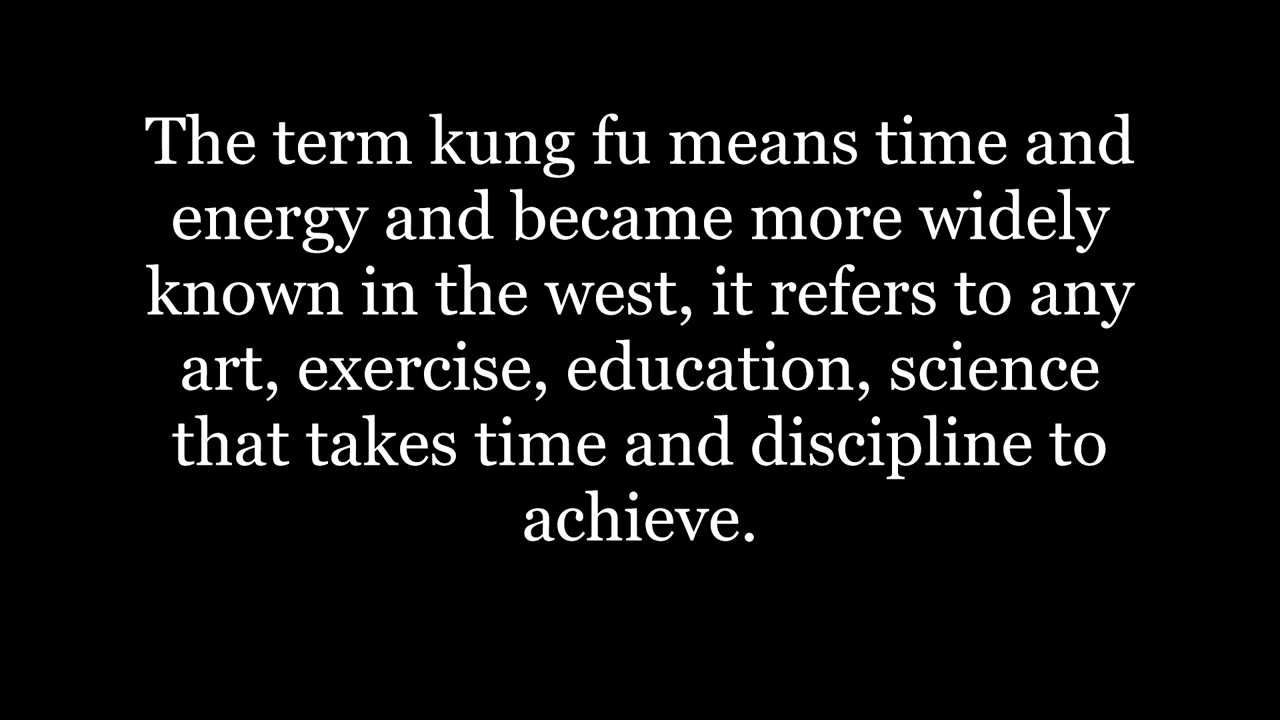 The term kung fu means time and
energy and became more widely
known in the west, it refers to any
art, exercise, education, science
that takes time and discipline to
achieve.